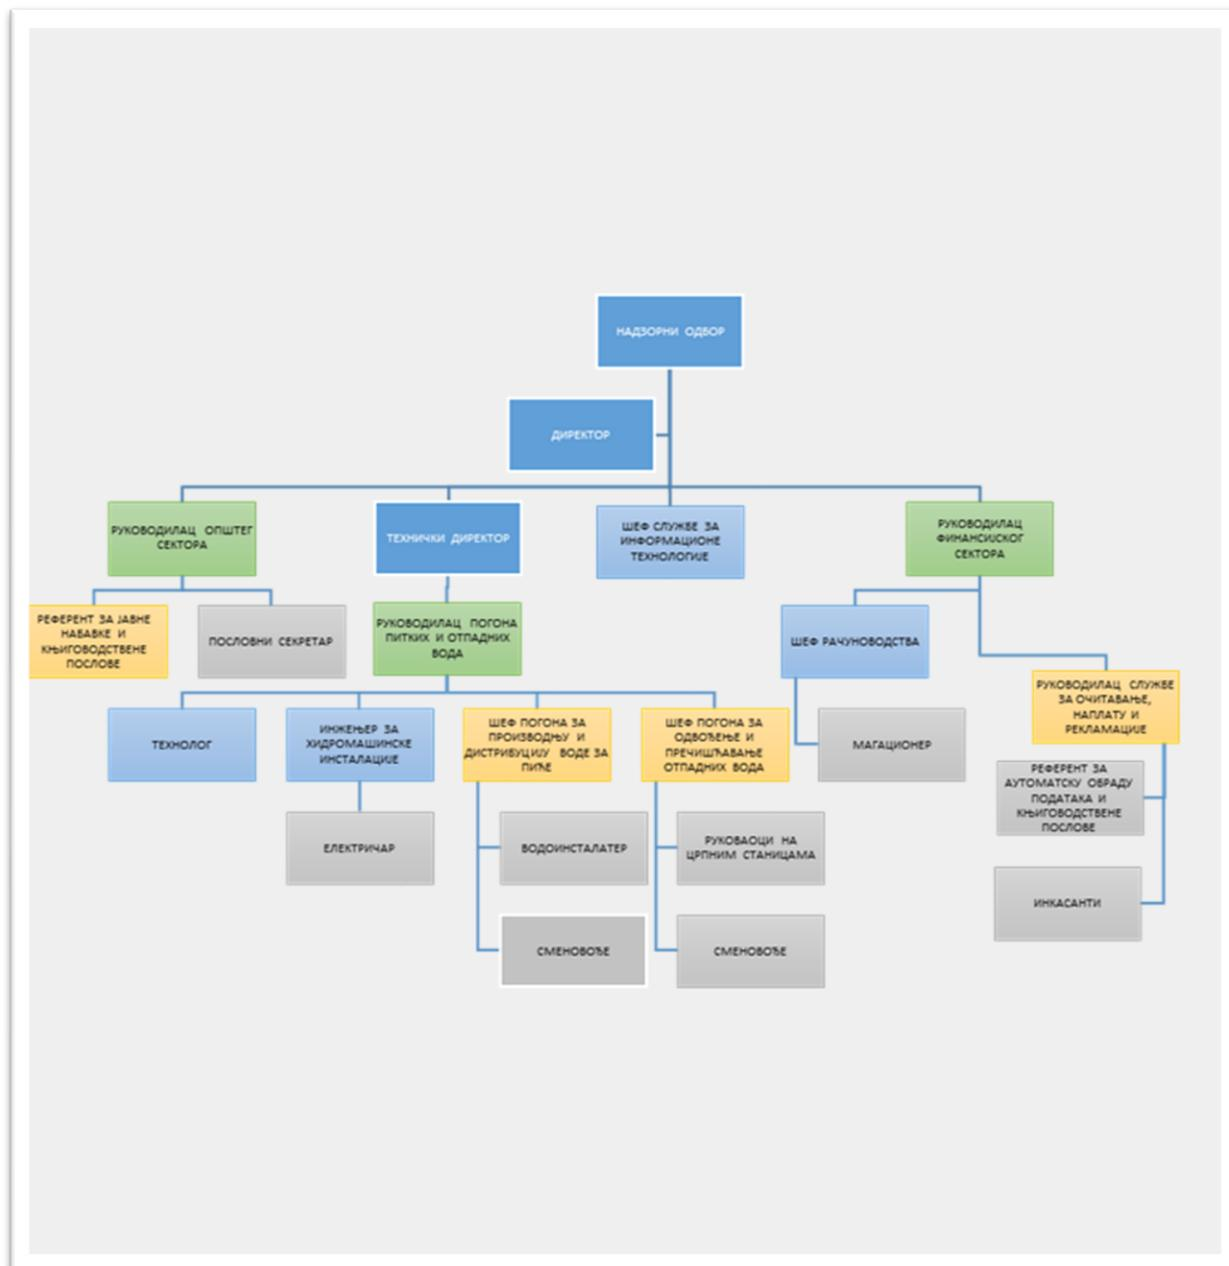 НАДЗОРНИ ОДБОР
ДИРЕКТОР
РУКОВОДИЛАЦ ОПШТЕГ
СЕКТОРА
ТЕХНИЧКИ ДИРЕКТОР
ШЕФ СЛУЖБЕ ЗА
ИНФОРМАЦИОНЕ
ТЕХНОЛОГИЈЕ
РУКОВОДИЛАЦ
ФИНАНСИЈСКОГ
СЕКТОРА
РЕФЕРЕНТ ЗА ЈАВНЕ
НАБАВКЕ И
КЊИГОВОДСТВЕНЕ
ПОСЛОВЕ
ПОСЛОВНИ СЕКРЕТАР
РУКОВОДИЛАЦ ПОГОНА
ПИТКИХ И ОТПАДНИХ
ВОДА
ШЕФ РАЧУНОВОДСТВА
РУКОВОДИЛАЦ СЛУЖБЕ
ЗА ОЧИТАВАЊЕ,
НАПЛАТУ И
РЕКЛАМАЦИЈЕ
ТЕХНОЛОГ
ИНЖЕЊЕР ЗА
ХИДРОМАШИНСКЕ
ИНСТАЛАЦИЈЕ
ШЕФ ПОГОНА ЗА
ПРОИЗВОДЊУ И
ДИСТРИБУЦИЈУ ВОДЕ ЗА
ПИЋЕ
ШЕФ ПОГОНА ЗА
ОДВОЂЕЊЕ И
ПРЕЧИШЋАВАЊЕ
ОТПАДНИХ ВОДА
МАГАЦИОНЕР
РЕФЕРЕНТ ЗА
АУТОМАТСКУ ОБРАДУ
ПОДАТАКА И
КЊИГОВОДСТВЕНЕ
ПОСЛОВЕ
ЕЛЕКТРИЧАР
ВОДОИНСТАЛАТЕР
РУКОВАОЦИ НА
ЦРПНИМ СТАНИЦАМА
ИНКАСАНТИ
СМЕНОВОЂЕ
СМЕНОВОЂЕ